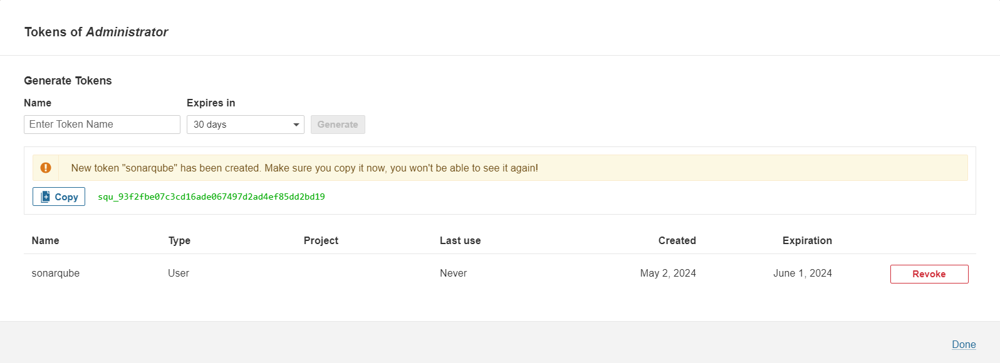 Tokens of Administrator
Generate Tokens
Name Expires in
Enter Token Name 30 days Generate
New token "sonarqube" has been created. Make sure you copy it now, you won't be able to see it again!
Copy squ_93f2fbe07c3cd16ade067497d2ad4ef85dd2bd19
Name Type Project Last use Created Expiration
sonarqube User Never May 2, 2024 June 1, 2024 Revoke
Done